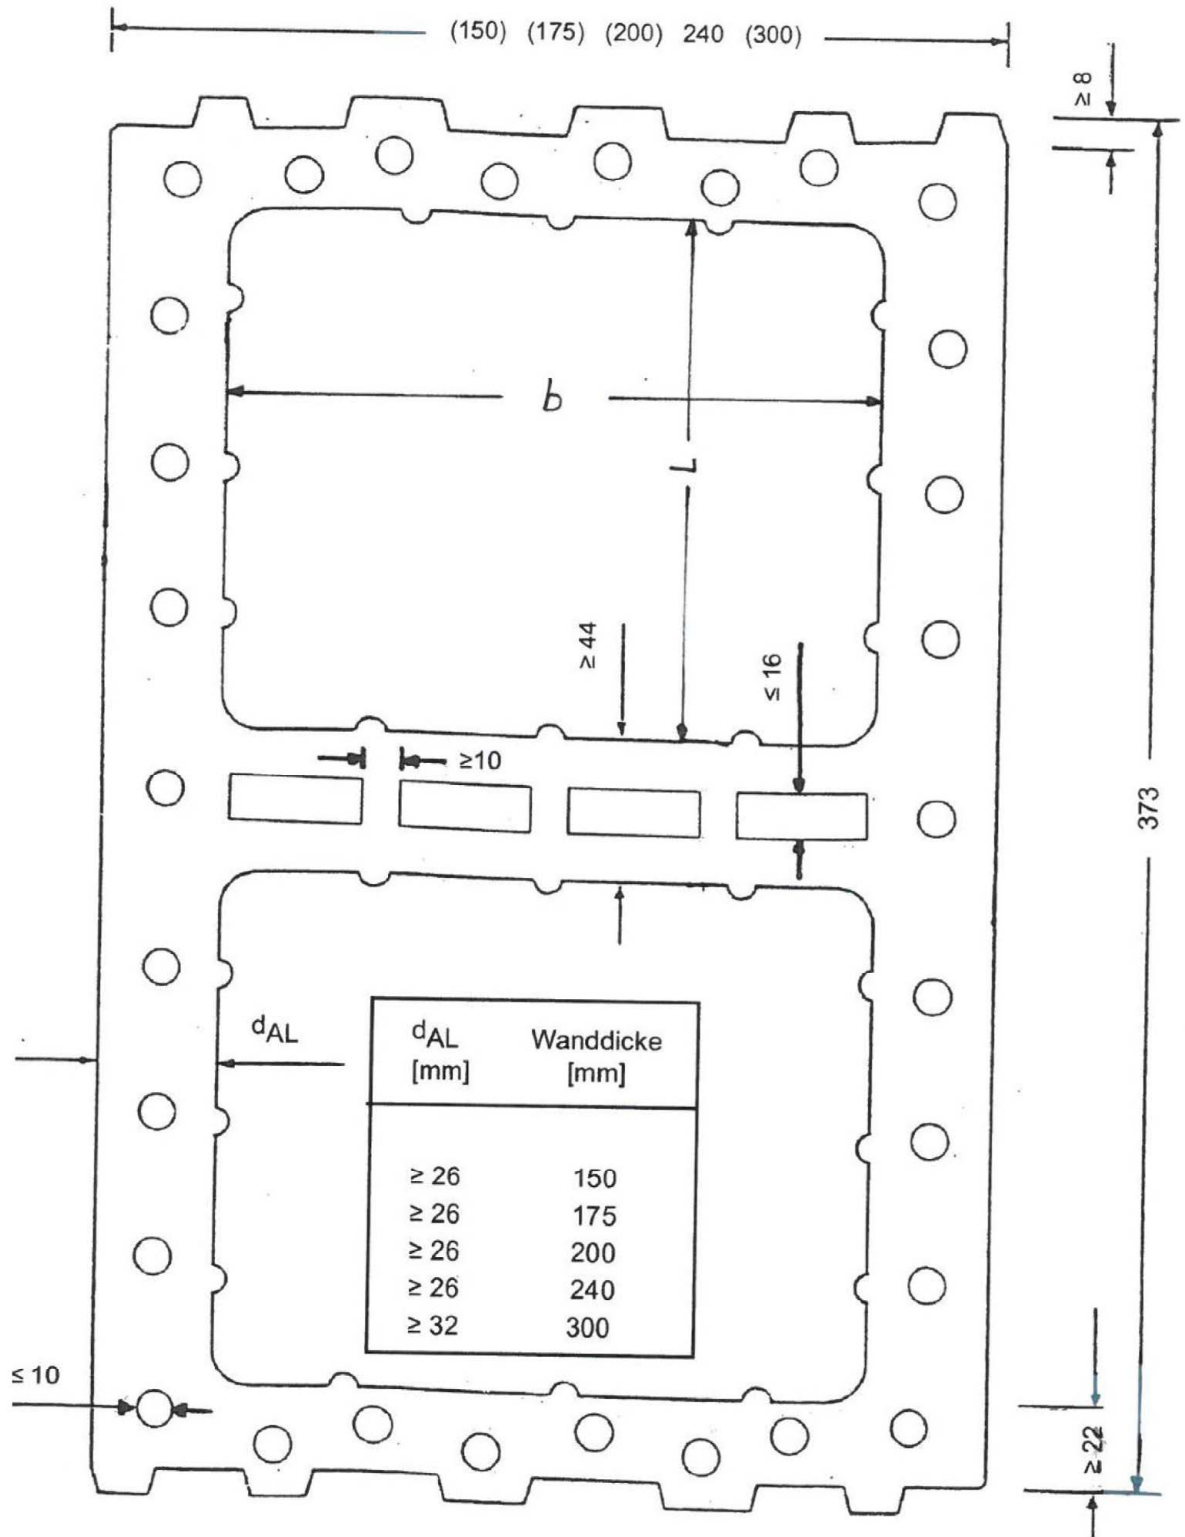 (150) (175) (200) 240 (300)
≥ 8
b
L
≥ 44
≤ 16
≥10
373
dAL
dAL Wanddicke
[mm] [mm]
≥ 26 150
≥ 26 175
≥ 26 200
≥ 26 240
≥ 32 300
≤ 10
≥22